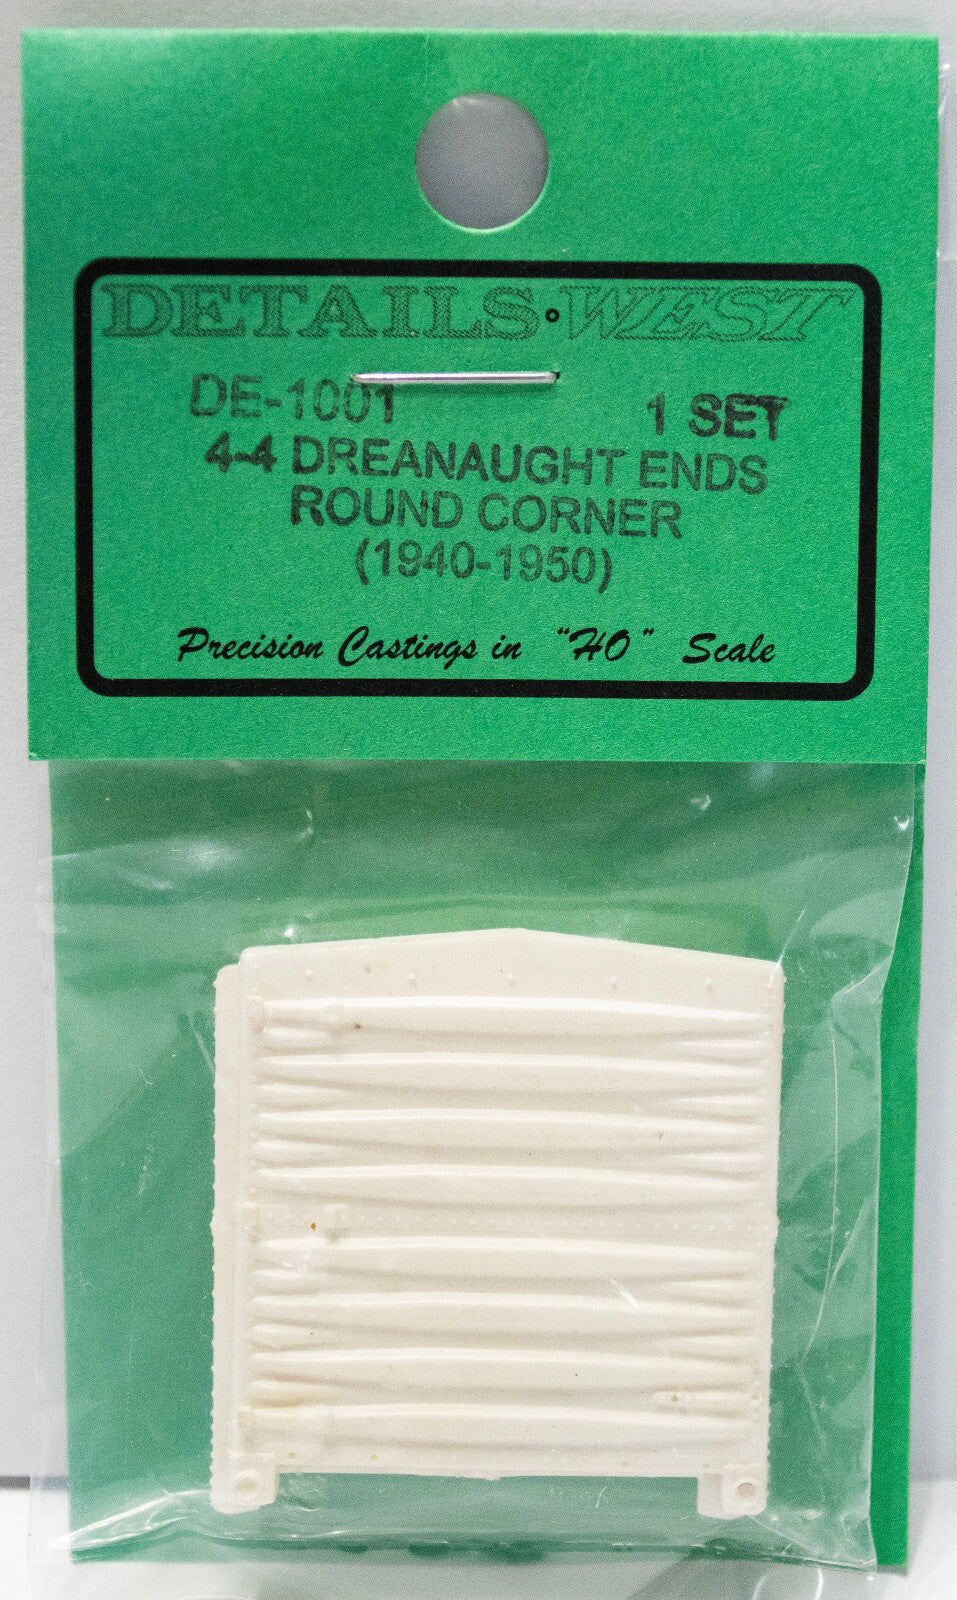 DETAILS WEST
DE-1001 1 SET
4-4 DREANAUGHT ENDS
ROUND CORNER
(1940-1950)
Precision Castings in "HO" Scale